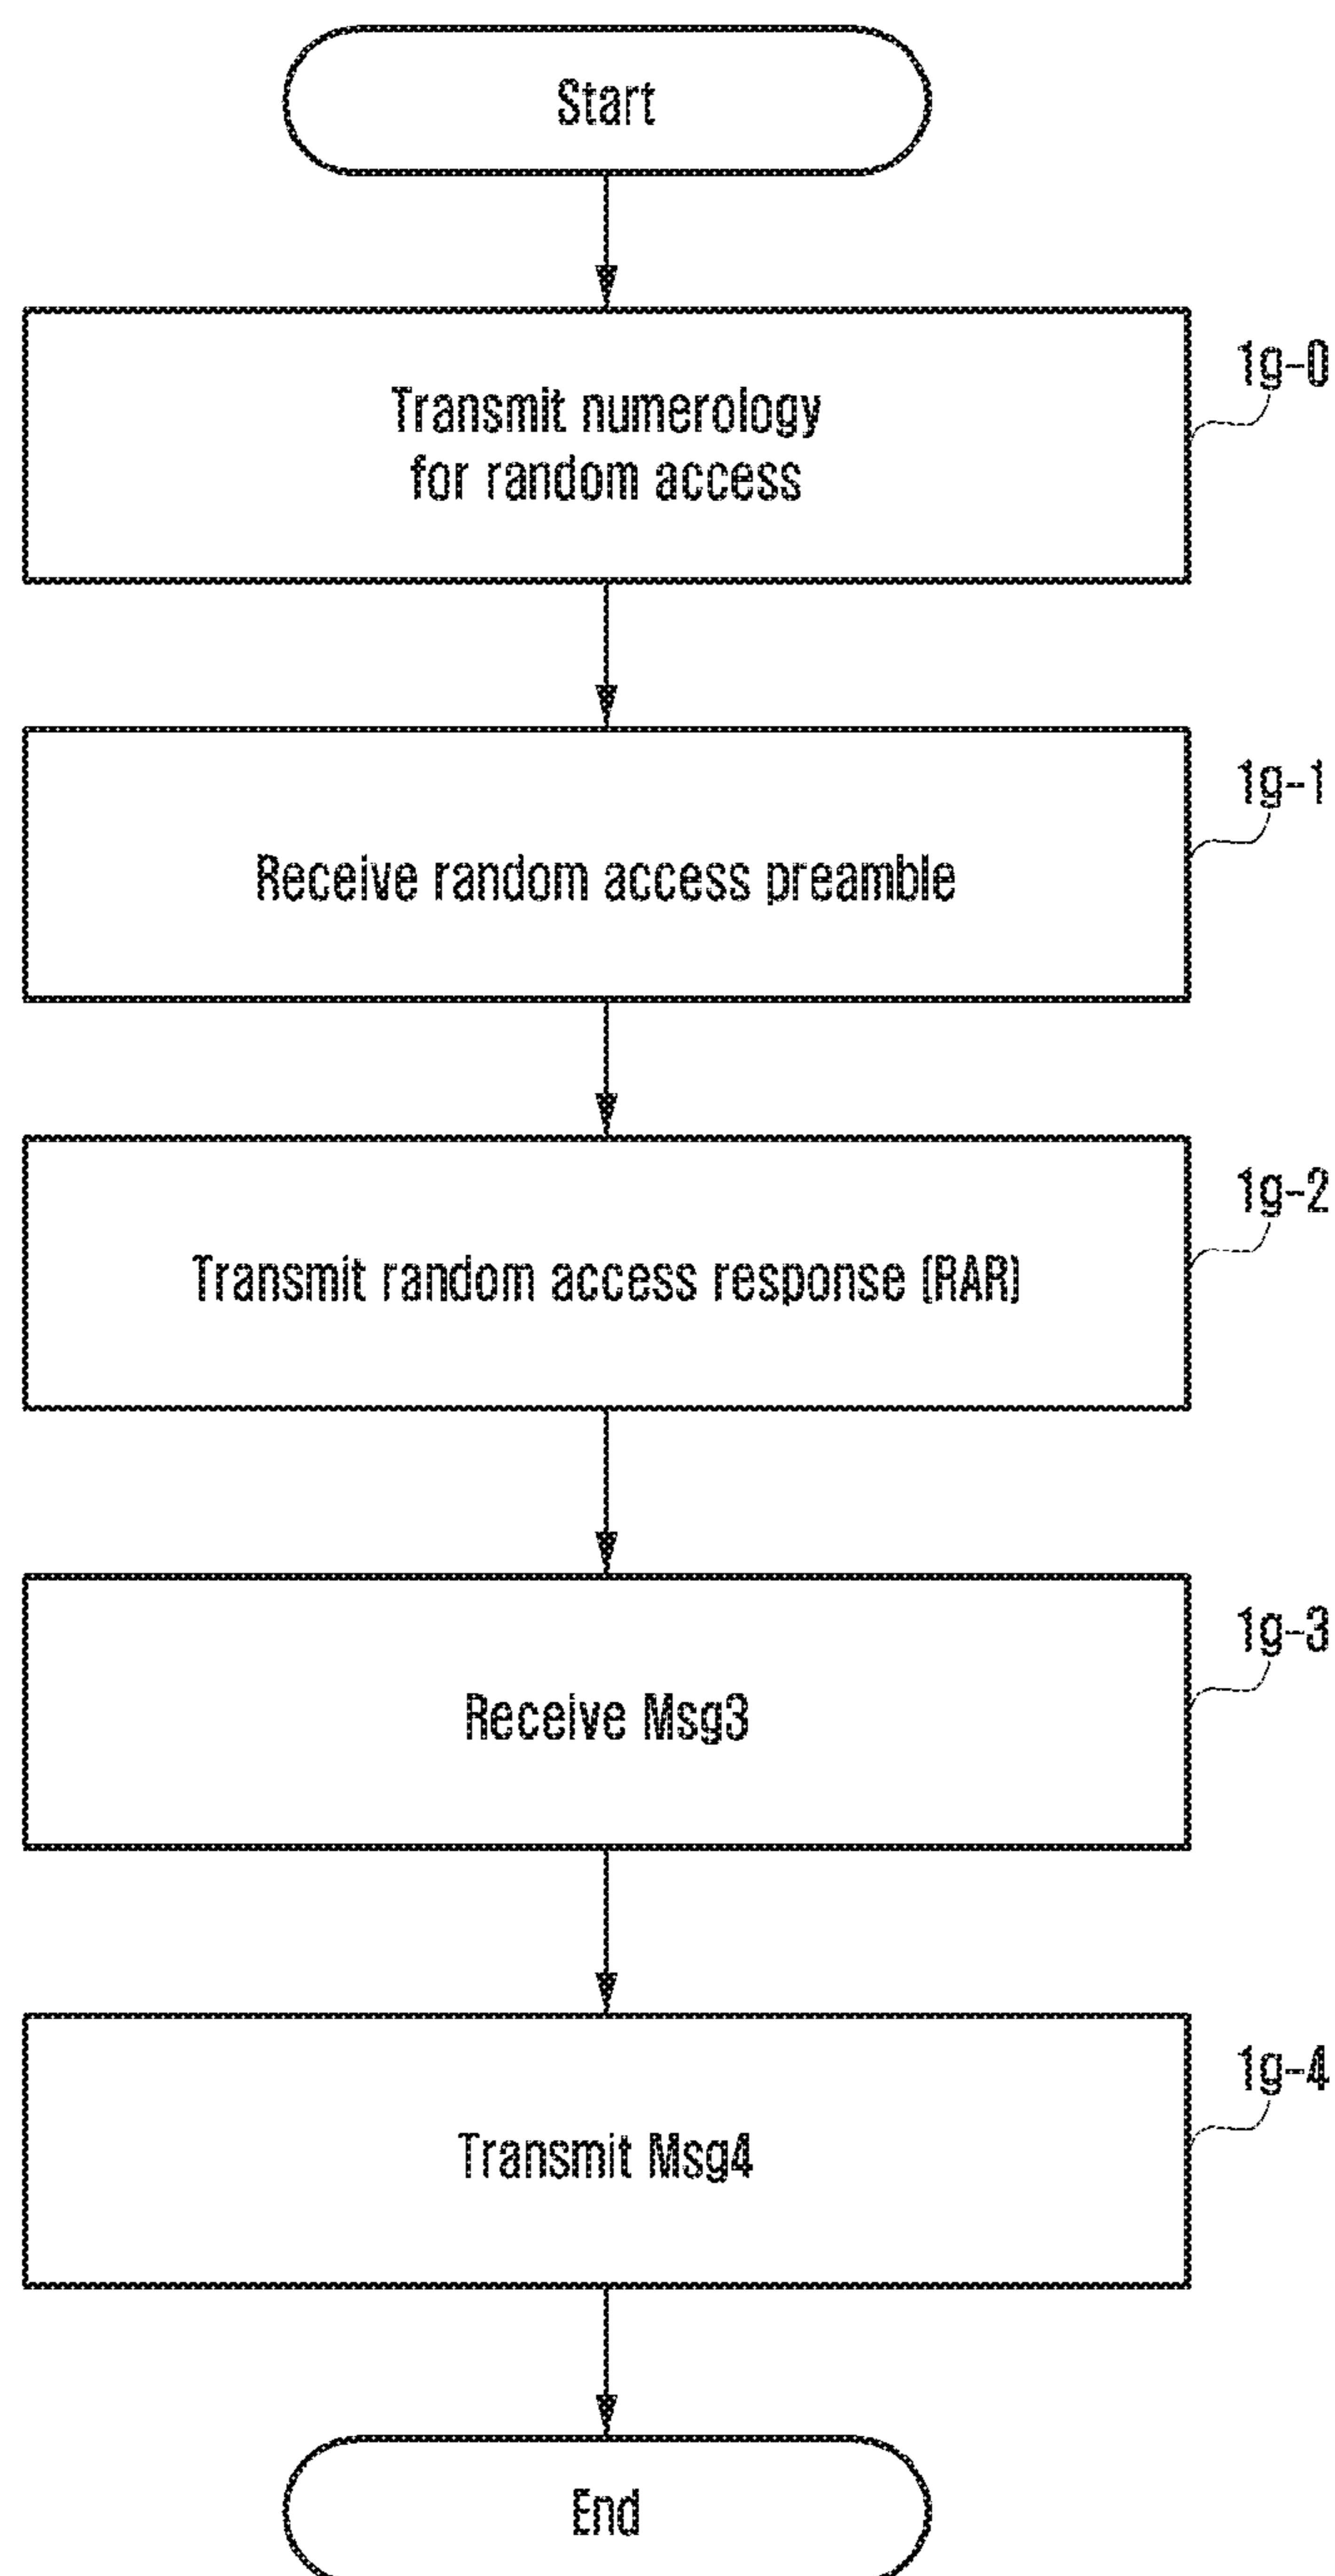 Start
1g-0
Transmit numerology
for random access
1g-1
Receive random access preamble
1g-2
Transmit random access response (RAR)
1g-3
Receive Msg3
1g-4
Transmit Msg4
End